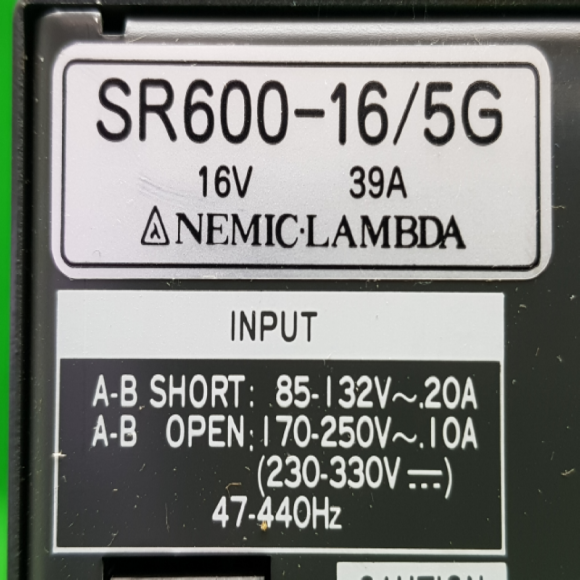 SR600-16/5G
16V 39A
NEMIC·LAMBDA
INPUT
A-B SHORT: 85-132V~.20A
A-B OPEN: 170-250V~.10A
(230-330V⎓)
47-440Hz
CAUTION